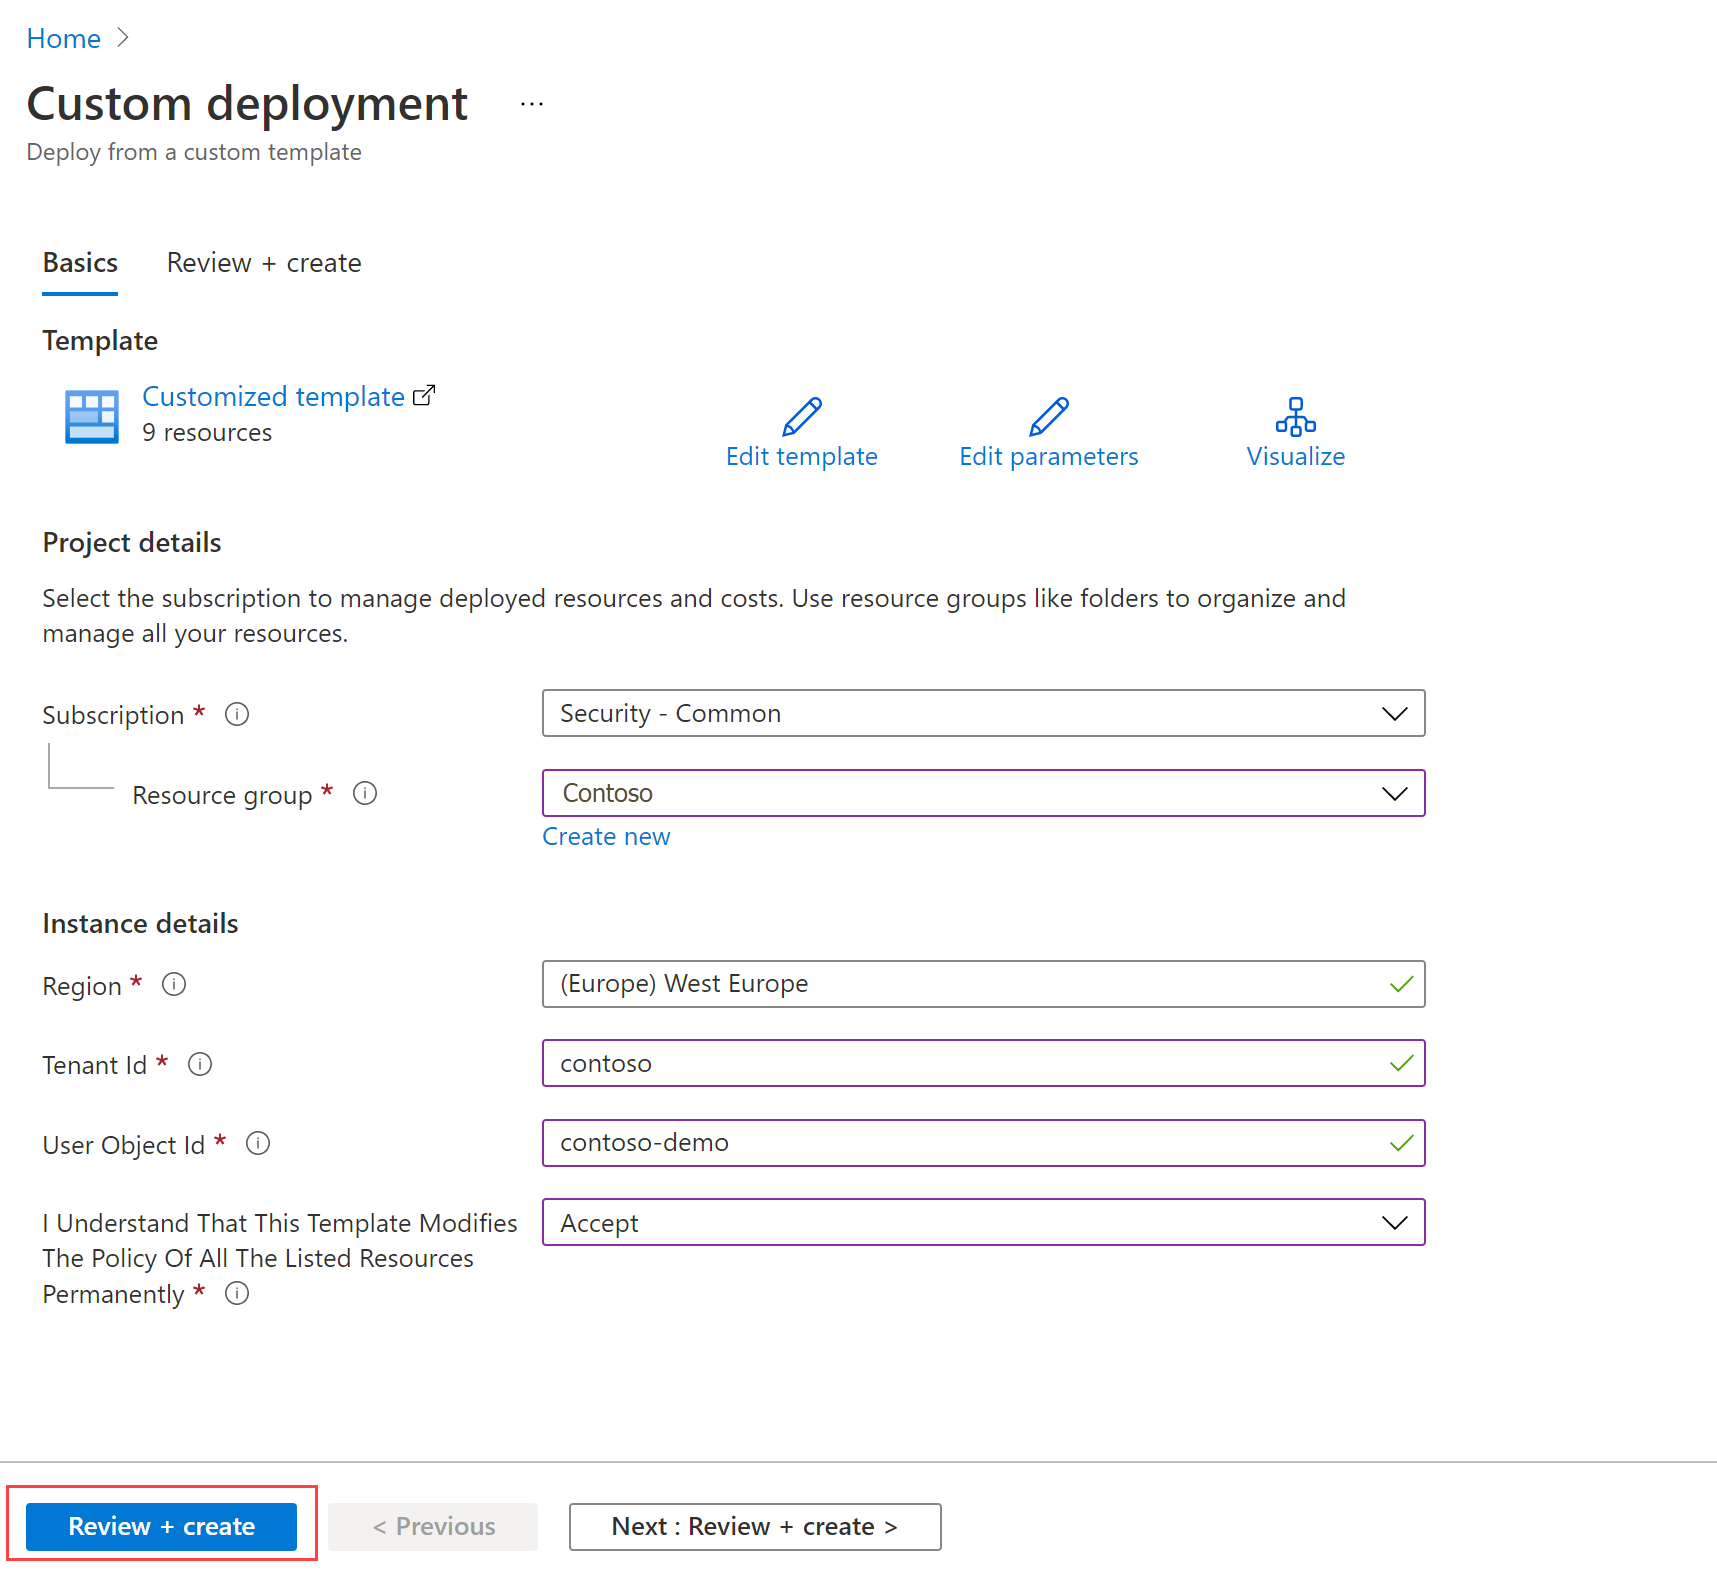 Home >
Custom deployment ...
Deploy from a custom template
Basics Review + create
Template
Customized template
9 resources
Edit template Edit parameters Visualize
Project details
Select the subscription to manage deployed resources and costs. Use resource groups like folders to organize and
manage all your resources.
Subscription * Security - Common
Resource group * Contoso
Create new
Instance details
Region * (Europe) West Europe
Tenant Id * contoso
User Object Id * contoso-demo
I Understand That This Template Modifies Accept
The Policy Of All The Listed Resources
Permanently *
Review + create < Previous Next : Review + create >